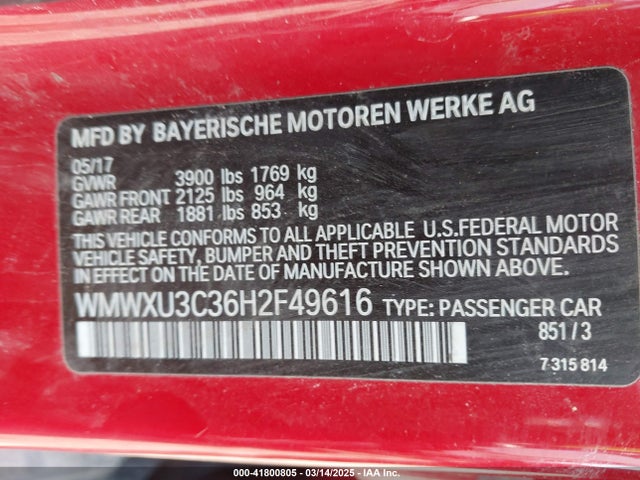 MFD BY BAYERISCHE MOTOREN WERKE AG
05/17
GVWR 3900 lbs 1769 kg
GAWR FRONT 2125 lbs 964 kg
GAWR REAR 1881 lbs 853 kg
THIS VEHICLE CONFORMS TO ALL APPLICABLE U.S.FEDERAL MOTOR
VEHICLE SAFETY, BUMPER AND THEFT PREVENTION STANDARDS
IN EFFECT ON THE DATE OF MANUFACTURE SHOWN ABOVE.
WMWXU3C36H2F49616 TYPE: PASSENGER CAR
851/3
7 315 814
000-41800805 - 03/14/2025 - IAA Inc.